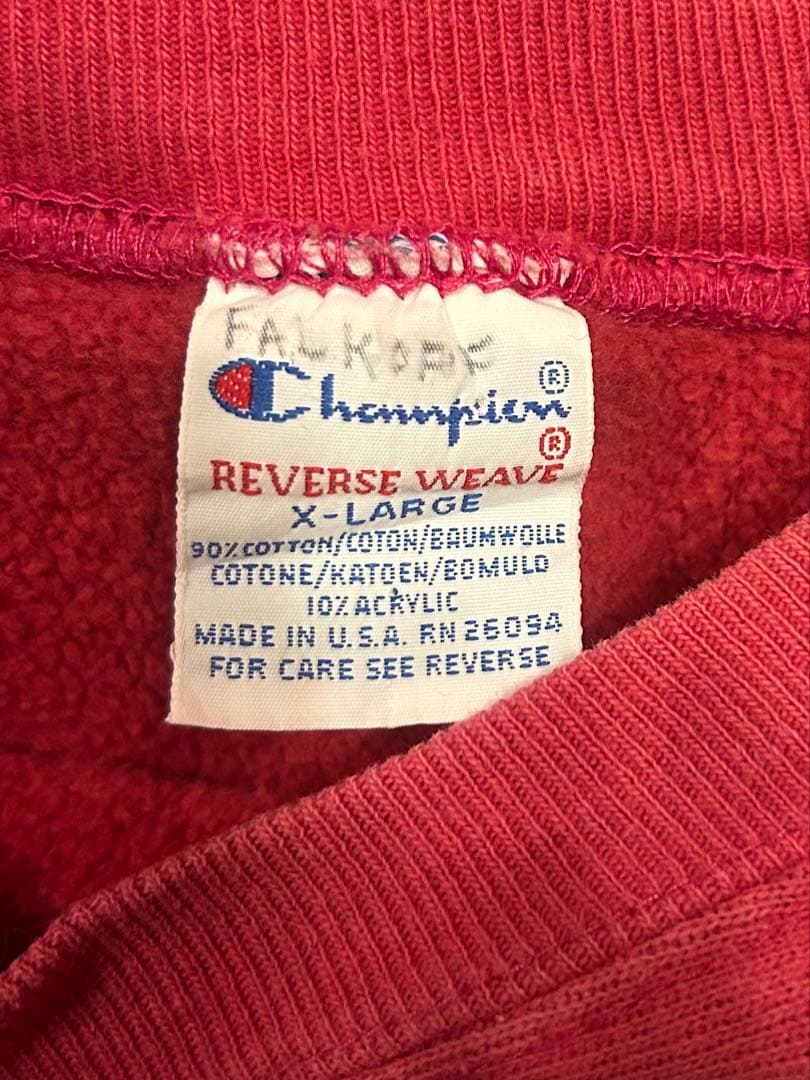 Champion®
REVERSE WEAVE®
X-LARGE
90% COTTON/COTON/BAUMWOLLE
COTONE/KATOEN/BOMULD
10% ACRYLIC
MADE IN U.S.A. RN 26094
FOR CARE SEE REVERSE